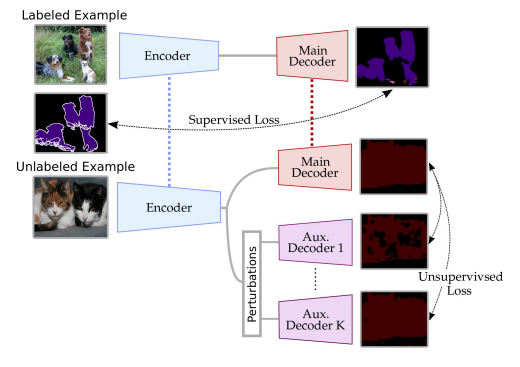 Labeled Example
Encoder
Main
Decoder
Supervised Loss
Unlabeled Example
Main
Decoder
Encoder
Perturbations
Aux.
Decoder 1
Unsupervivsed
Loss
Aux.
Decoder K